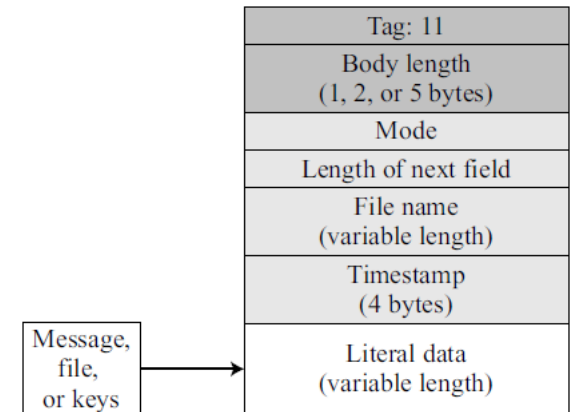 Tag: 11
Body length
(1, 2, or 5 bytes)
Mode
Length of next field
File name
(variable length)
Timestamp
(4 bytes)
Message,
file,
or keys
Literal data
(variable length)